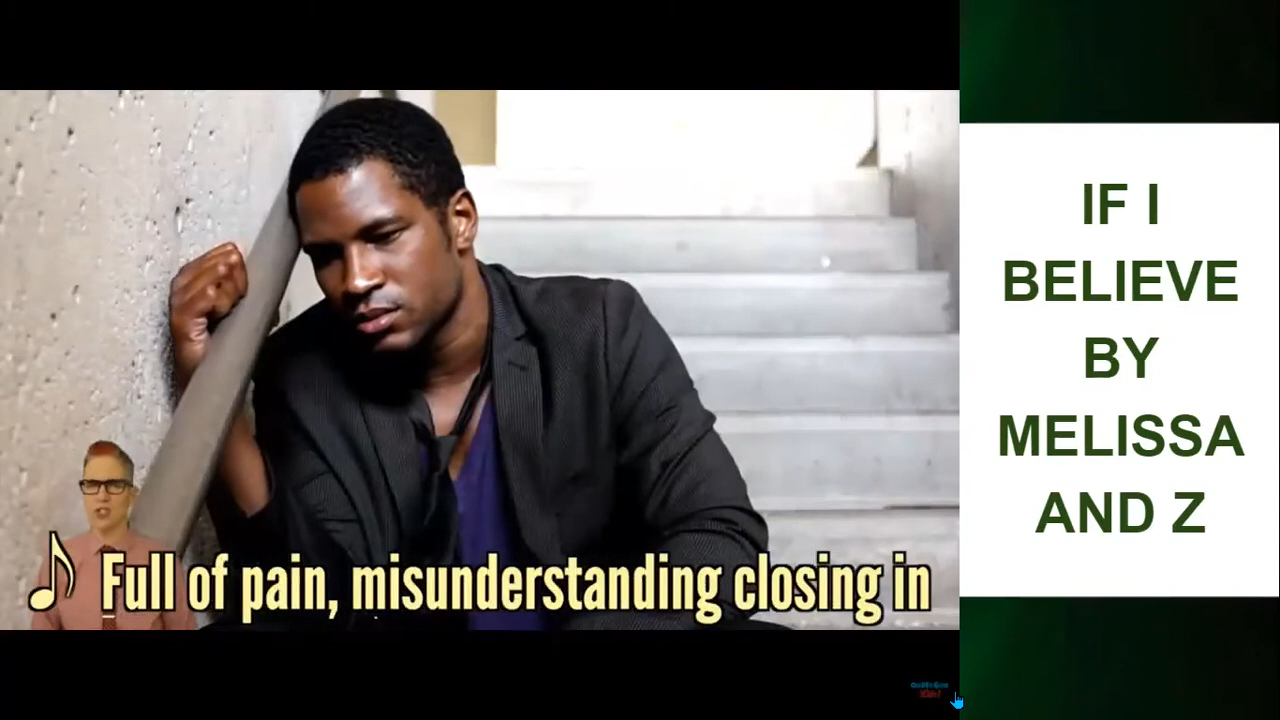 ♪ Full of pain, misunderstanding closing in
IF I
BELIEVE
BY
MELISSA
AND Z